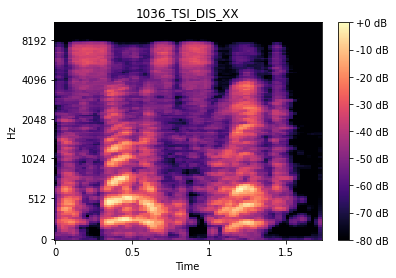 1036_TSI_DIS_XX
+0 dB
8192
-10 dB
4096
-20 dB
-30 dB
2048
Hz
-40 dB
1024
-50 dB
512
-60 dB
-70 dB
0
-80 dB
0
0.5
1
1.5
Time